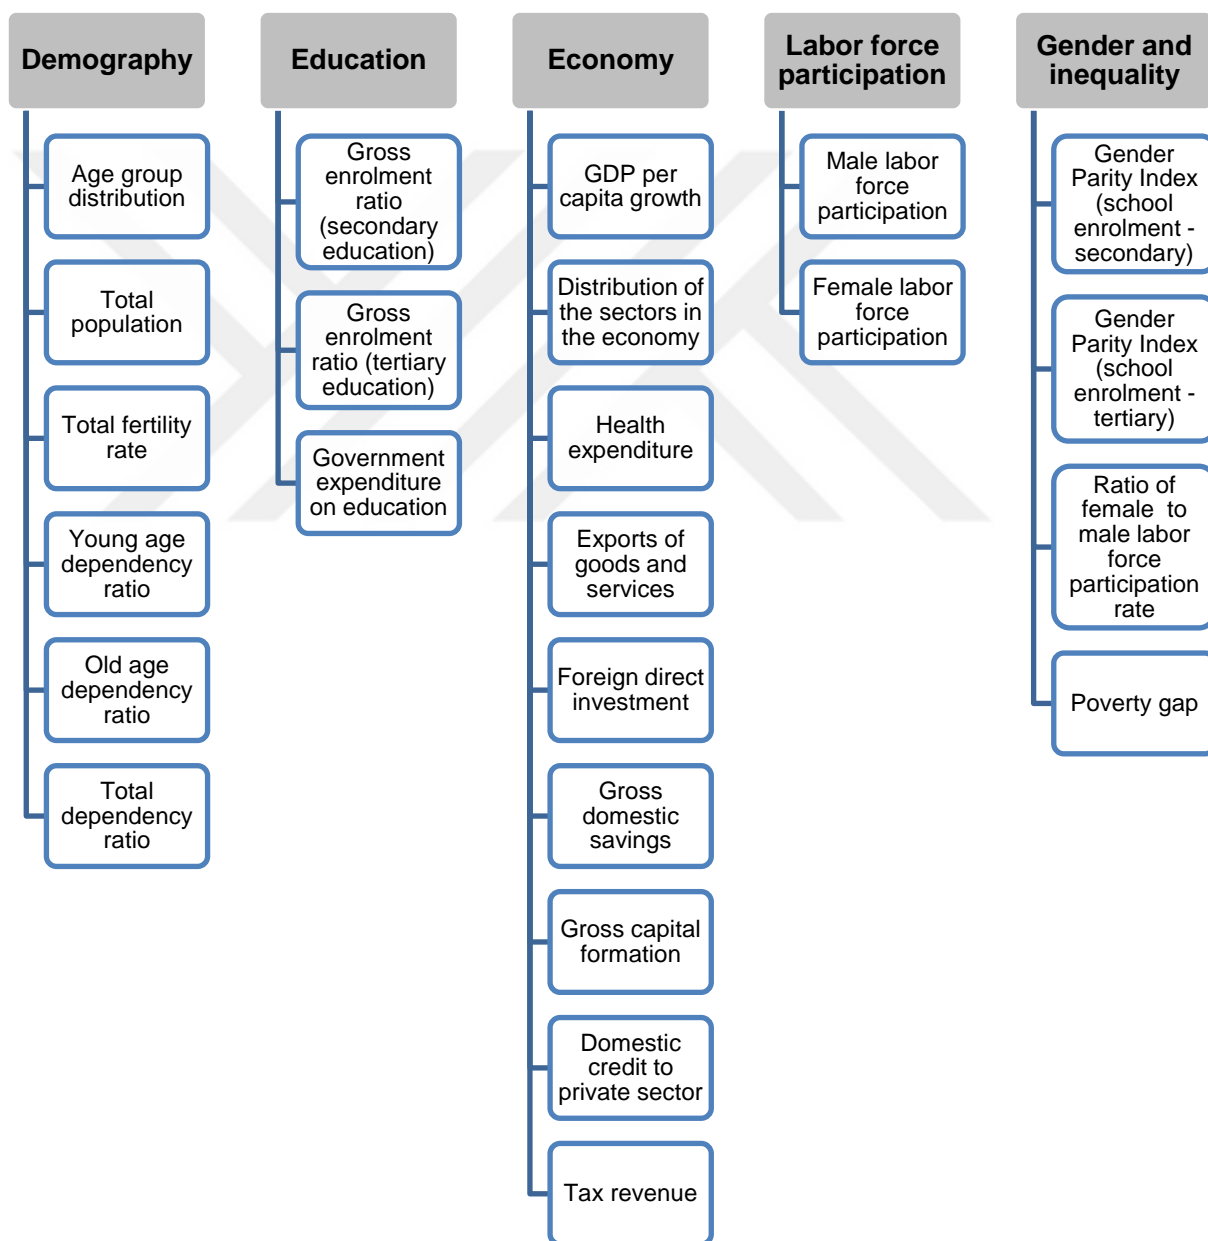 Demography
Age group
distribution
Total
population
Total fertility
rate
Young age
dependency
ratio
Old age
dependency
ratio
Total
dependency
ratio
Education
Gross
enrolment
ratio
(secondary
education)
Gross
enrolment
ratio (tertiary
education)
Government
expenditure
on education
Economy
GDP per
capita growth
Distribution of
the sectors in
the economy
Health
expenditure
Exports of
goods and
services
Foreign direct
investment
Gross
domestic
savings
Gross capital
formation
Domestic
credit to
private sector
Tax revenue
Labor force
participation
Male labor
force
participation
Female labor
force
participation
Gender and
inequality
Gender
Parity Index
(school
enrolment -
secondary)
Gender
Parity Index
(school
enrolment -
tertiary)
Ratio of
female to
male labor
force
participation
rate
Poverty gap